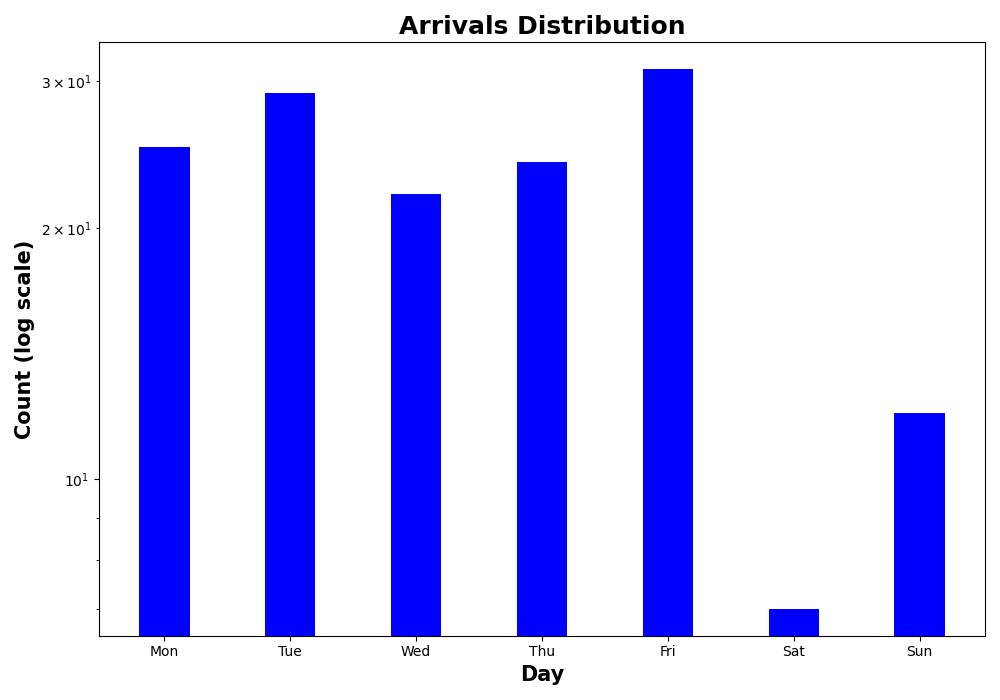 Arrivals Distribution
3 × 10¹
2 × 10¹
10¹
Count (log scale)
Mon Tue Wed Thu Fri Sat Sun
Day